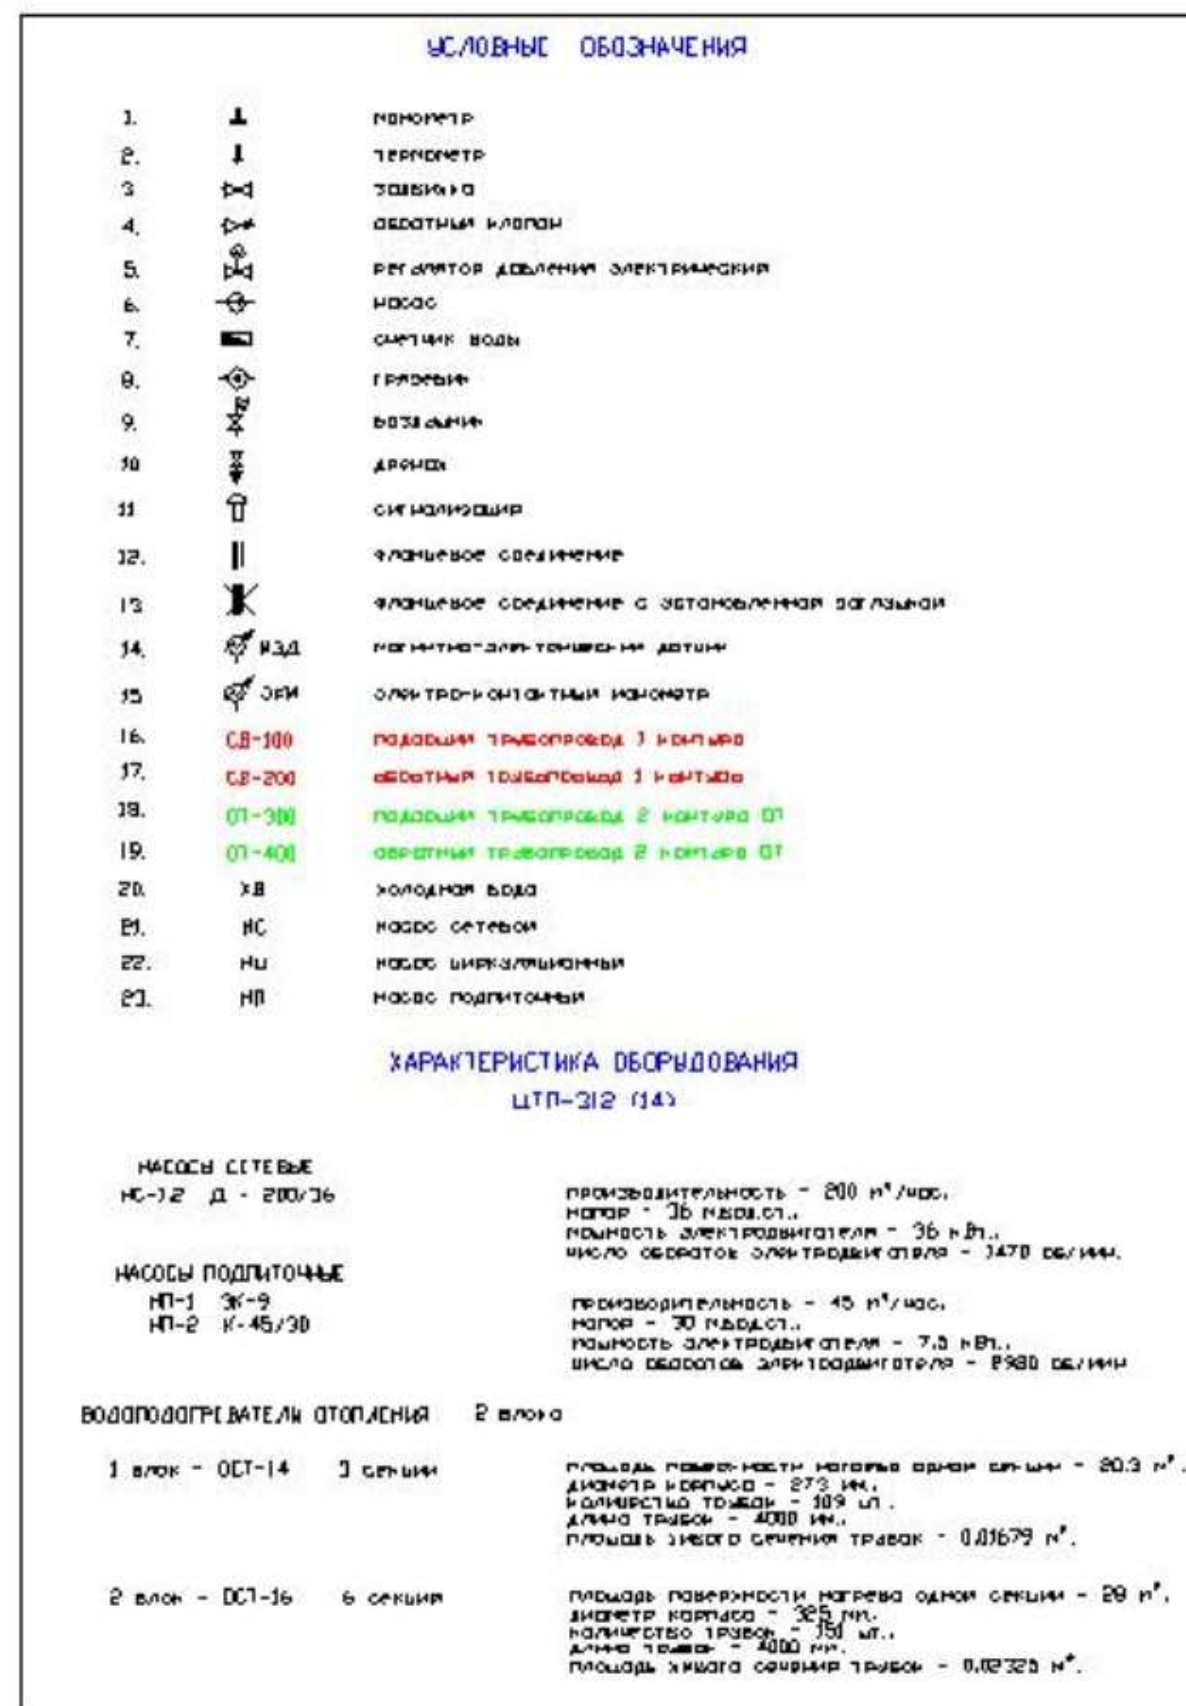 УСЛОВНЫЕ ОБОЗНАЧЕНИЯ
1. манометр
2. термометр
3 задвижка
4. обратный клапан
5. регулятор давления электрический
6. насос
7. счетчик воды
8. грязевик
9. воздушник
10 дренаж
11 сигнализация
12. фланцевое соединение
13 фланцевое соединение с установленной заглушкой
14. МЭД датчик
15 ЭКМ электро-контактный манометр
16. СВ-100 подающий трубопровод 1 контура
17. СВ-200 обратный трубопровод 1 контура
18. ОТ-300 подающий трубопровод 2 контура ОТ
19. ОТ-400 обратный трубопровод 2 контура ОТ
20. ХВ холодная вода
21. НС насос сетевой
22. Нц насос циркуляционный
23. НП насос подпиточный
ХАРАКТЕРИСТИКА ОБОРУДОВАНИЯ
ЦТП-312 (14)
НАСОСЫ СЕТЕВЫЕ
НС-1,2 Д - 200/36 производительность - 200 м³/час.
напор - 36 м.вод.ст.,
мощность электродвигателя - 36 кВт.,
число оборотов электродвигателя - 1470 об/мин.
НАСОСЫ ПОДПИТОЧНЫЕ
НП-1 ЭК-9 производительность - 45 м³/час.
НП-2 К-45/30 напор - 30 м.вод.ст.,
мощность электродвигателя - 7.5 кВт.,
число оборотов электродвигателя - 2980 об/мин
ВОДОПОДОГРЕВАТЕЛИ ОТОПЛЕНИЯ 2 блока
1 блок - ОСТ-14 3 секции площадь поверхности нагрева одной секции - 20.3 м².
диаметр корпуса - 273 мм.,
количество трубок - 109 шт.,
длина трубок - 4000 мм.,
площадь живого сечения трубок - 0.01679 м².
2 блок - ОСТ-16 6 секций площадь поверхности нагрева одной секции - 28 м².
диаметр корпуса - 325 мм.
количество трубок - 151 шт.,
длина трубок - 4000 мм.
площадь живого сечения трубок - 0.02325 м².